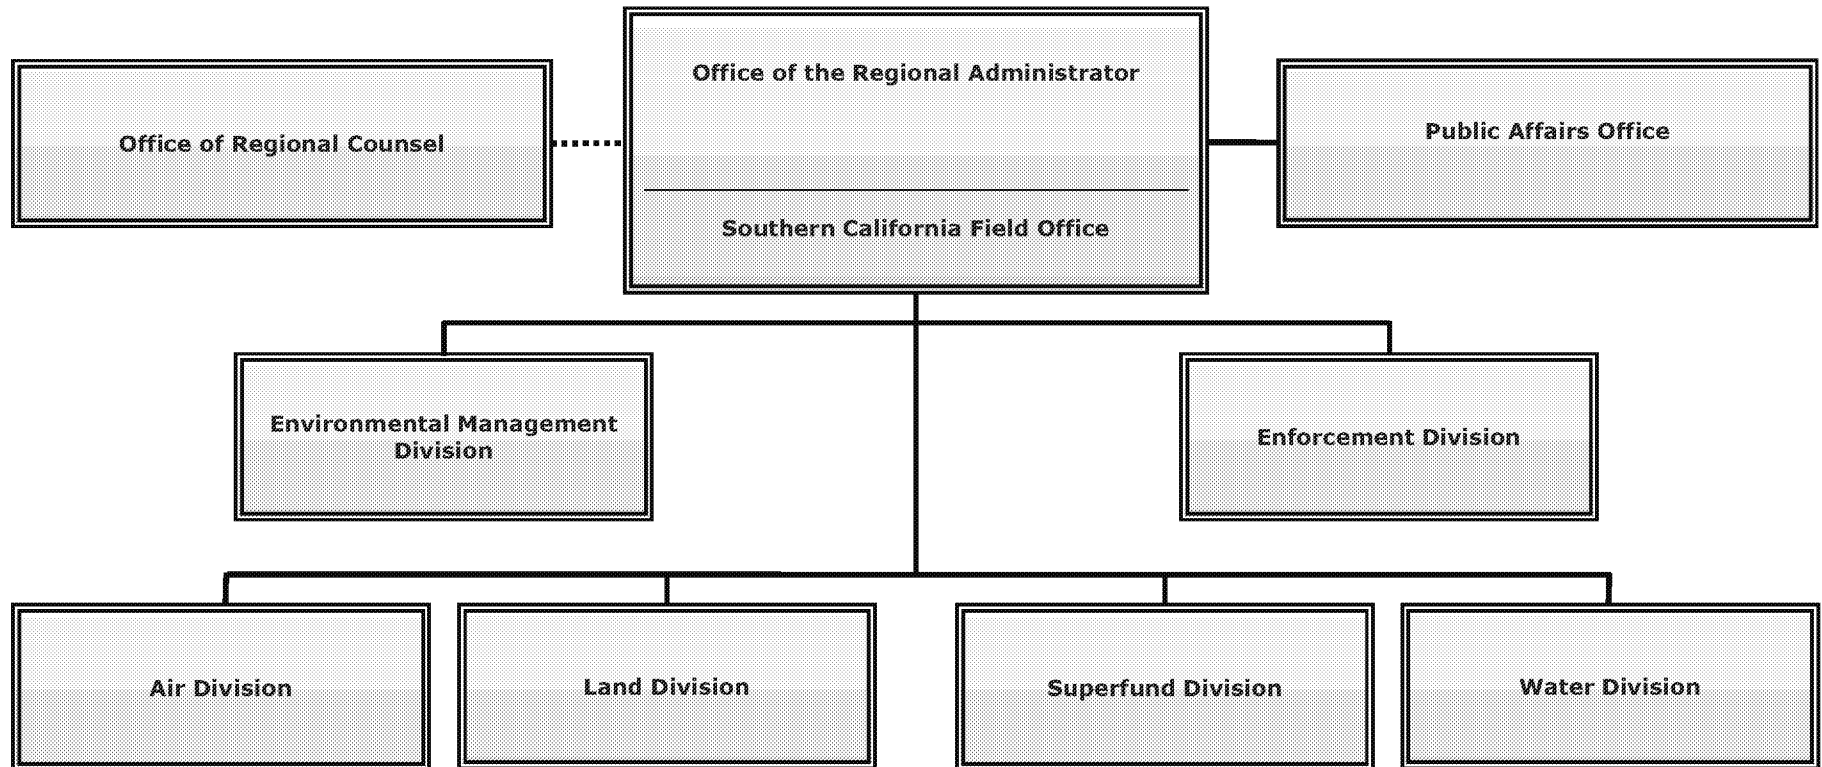 Office of the Regional Administrator
Office of Regional Counsel
Public Affairs Office
Southern California Field Office
Environmental Management
Division
Enforcement Division
Air Division
Land Division
Superfund Division
Water Division